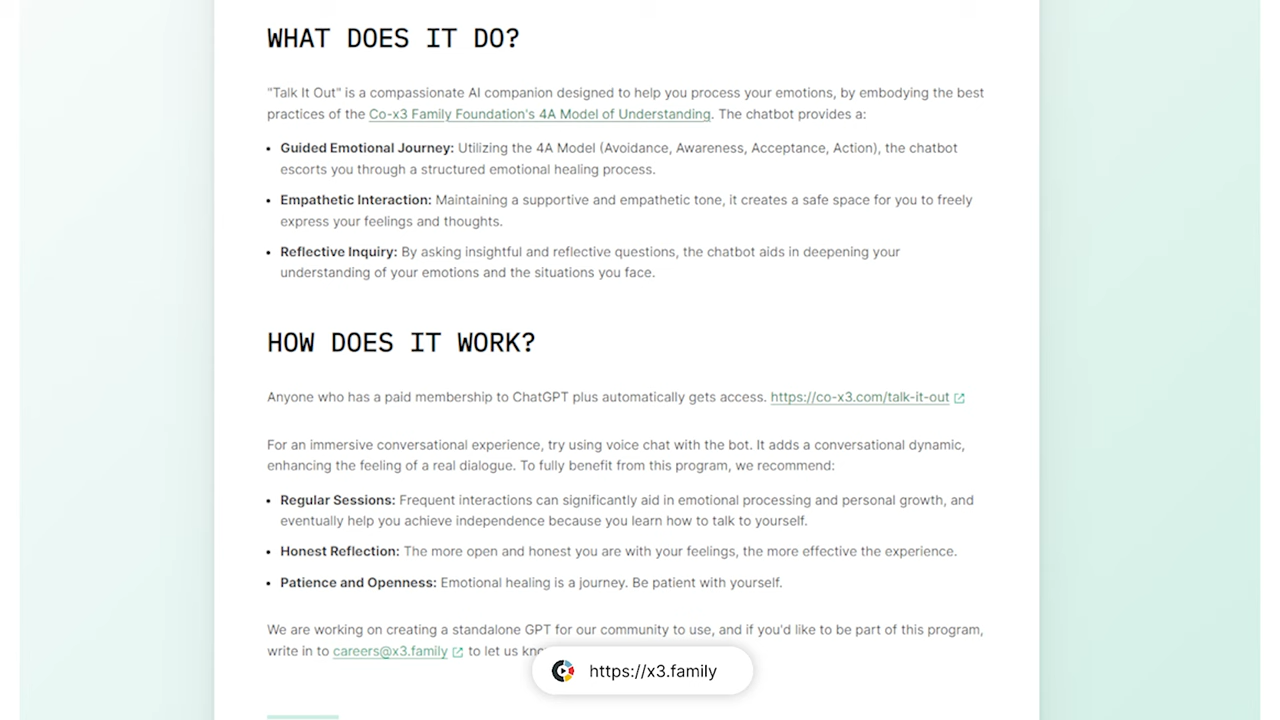 WHAT DOES IT DO?
"Talk It Out" is a compassionate AI companion designed to help you process your emotions, by embodying the best
practices of the Co-x3 Family Foundation's 4A Model of Understanding. The chatbot provides a:
• Guided Emotional Journey: Utilizing the 4A Model (Avoidance, Awareness, Acceptance, Action), the chatbot
escorts you through a structured emotional healing process.
• Empathetic Interaction: Maintaining a supportive and empathetic tone, it creates a safe space for you to freely
express your feelings and thoughts.
• Reflective Inquiry: By asking insightful and reflective questions, the chatbot aids in deepening your
understanding of your emotions and the situations you face.
HOW DOES IT WORK?
Anyone who has a paid membership to ChatGPT plus automatically gets access. https://co-x3.com/talk-it-out
For an immersive conversational experience, try using voice chat with the bot. It adds a conversational dynamic,
enhancing the feeling of a real dialogue. To fully benefit from this program, we recommend:
• Regular Sessions: Frequent interactions can significantly aid in emotional processing and personal growth, and
eventually help you achieve independence because you learn how to talk to yourself.
• Honest Reflection: The more open and honest you are with your feelings, the more effective the experience.
• Patience and Openness: Emotional healing is a journey. Be patient with yourself.
We are working on creating a standalone GPT for our community to use, and if you'd like to be part of this program,
write in to careers@x3.family to let us
https://x3.family